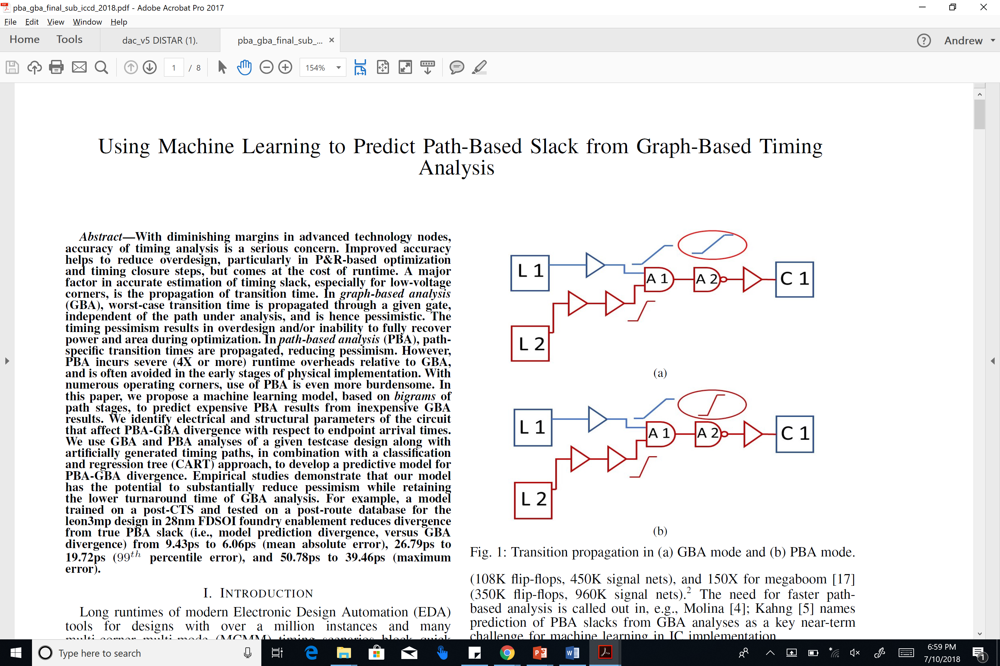 pba_gba_final_sub_iccd_2018.pdf - Adobe Acrobat Pro 2017
File Edit View Window Help
Home Tools dac_v5 DISTAR (1). pba_gba_final_sub_... × ? Andrew
1 / 8 154%
Using Machine Learning to Predict Path-Based Slack from Graph-Based Timing
Analysis
Abstract—With diminishing margins in advanced technology nodes,
accuracy of timing analysis is a serious concern. Improved accuracy
helps to reduce overdesign, particularly in P&R-based optimization
and timing closure steps, but comes at the cost of runtime. A major
factor in accurate estimation of timing slack, especially for low-voltage
corners, is the propagation of transition time. In graph-based analysis
(GBA), worst-case transition time is propagated through a given gate,
independent of the path under analysis, and is hence pessimistic. The
timing pessimism results in overdesign and/or inability to fully recover
power and area during optimization. In path-based analysis (PBA), path-
specific transition times are propagated, reducing pessimism. However,
PBA incurs severe (4X or more) runtime overheads relative to GBA,
and is often avoided in the early stages of physical implementation. With
numerous operating corners, use of PBA is even more burdensome. In
this paper, we propose a machine learning model, based on bigrams of
path stages, to predict expensive PBA results from inexpensive GBA
results. We identify electrical and structural parameters of the circuit
that affect PBA-GBA divergence with respect to endpoint arrival times.
We use GBA and PBA analyses of a given testcase design along with
artificially generated timing paths, in combination with a classification
and regression tree (CART) approach, to develop a predictive model for
PBA-GBA divergence. Empirical studies demonstrate that our model
has the potential to substantially reduce pessimism while retaining
the lower turnaround time of GBA analysis. For example, a model
trained on a post-CTS and tested on a post-route database for the
leon3mp design in 28nm FDSOI foundry enablement reduces divergence
from true PBA slack (i.e., model prediction divergence, versus GBA
divergence) from 9.43ps to 6.06ps (mean absolute error), 26.79ps to
19.72ps (99th percentile error), and 50.78ps to 39.46ps (maximum
error).
I. INTRODUCTION
Long runtimes of modern Electronic Design Automation (EDA)
tools for designs with over a million instances and many
multi-corner multi-mode (MCMM) timing scenarios block quick
L 1
A 1
A 2
C 1
L 2
(a)
L 1
A 1
A 2
C 1
L 2
(b)
Fig. 1: Transition propagation in (a) GBA mode and (b) PBA mode.
(108K flip-flops, 450K signal nets), and 150X for megaboom [17]
(350K flip-flops, 960K signal nets).2 The need for faster path-
based analysis is called out in, e.g., Molina [4]; Kahng [5] names
prediction of PBA slacks from GBA analyses as a key near-term
challenge for machine learning in IC implementation
Type here to search
6:59 PM
7/10/2018
1